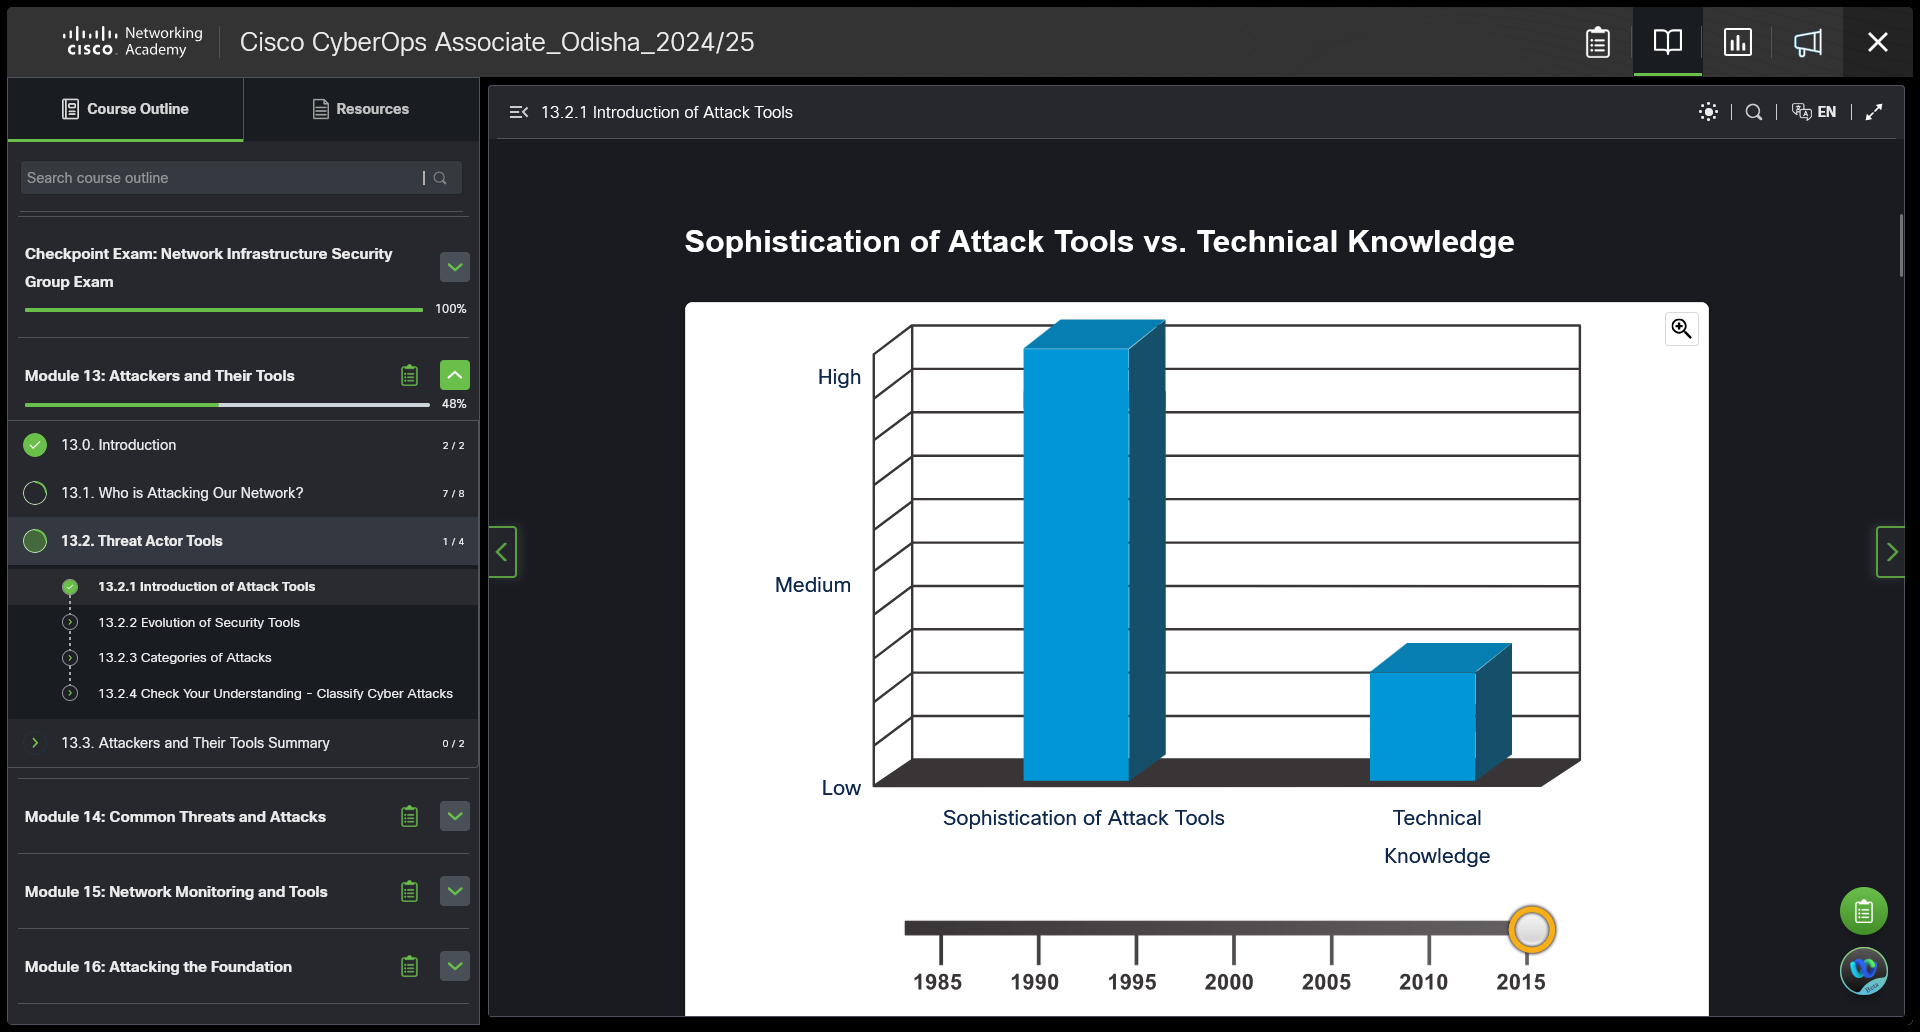 Networking
CISCO Academy
Cisco CyberOps Associate_Odisha_2024/25
Course Outline
Resources
Search course outline
Checkpoint Exam: Network Infrastructure Security
Group Exam
100%
Module 13: Attackers and Their Tools
48%
13.0. Introduction 2 / 2
13.1. Who is Attacking Our Network? 7 / 8
13.2. Threat Actor Tools 1 / 4
13.2.1 Introduction of Attack Tools
13.2.2 Evolution of Security Tools
13.2.3 Categories of Attacks
13.2.4 Check Your Understanding - Classify Cyber Attacks
13.3. Attackers and Their Tools Summary 0 / 2
Module 14: Common Threats and Attacks
Module 15: Network Monitoring and Tools
Module 16: Attacking the Foundation
13.2.1 Introduction of Attack Tools
EN
Sophistication of Attack Tools vs. Technical Knowledge
High
Medium
Low
Sophistication of Attack Tools
Technical
Knowledge
1985 1990 1995 2000 2005 2010 2015
Beta